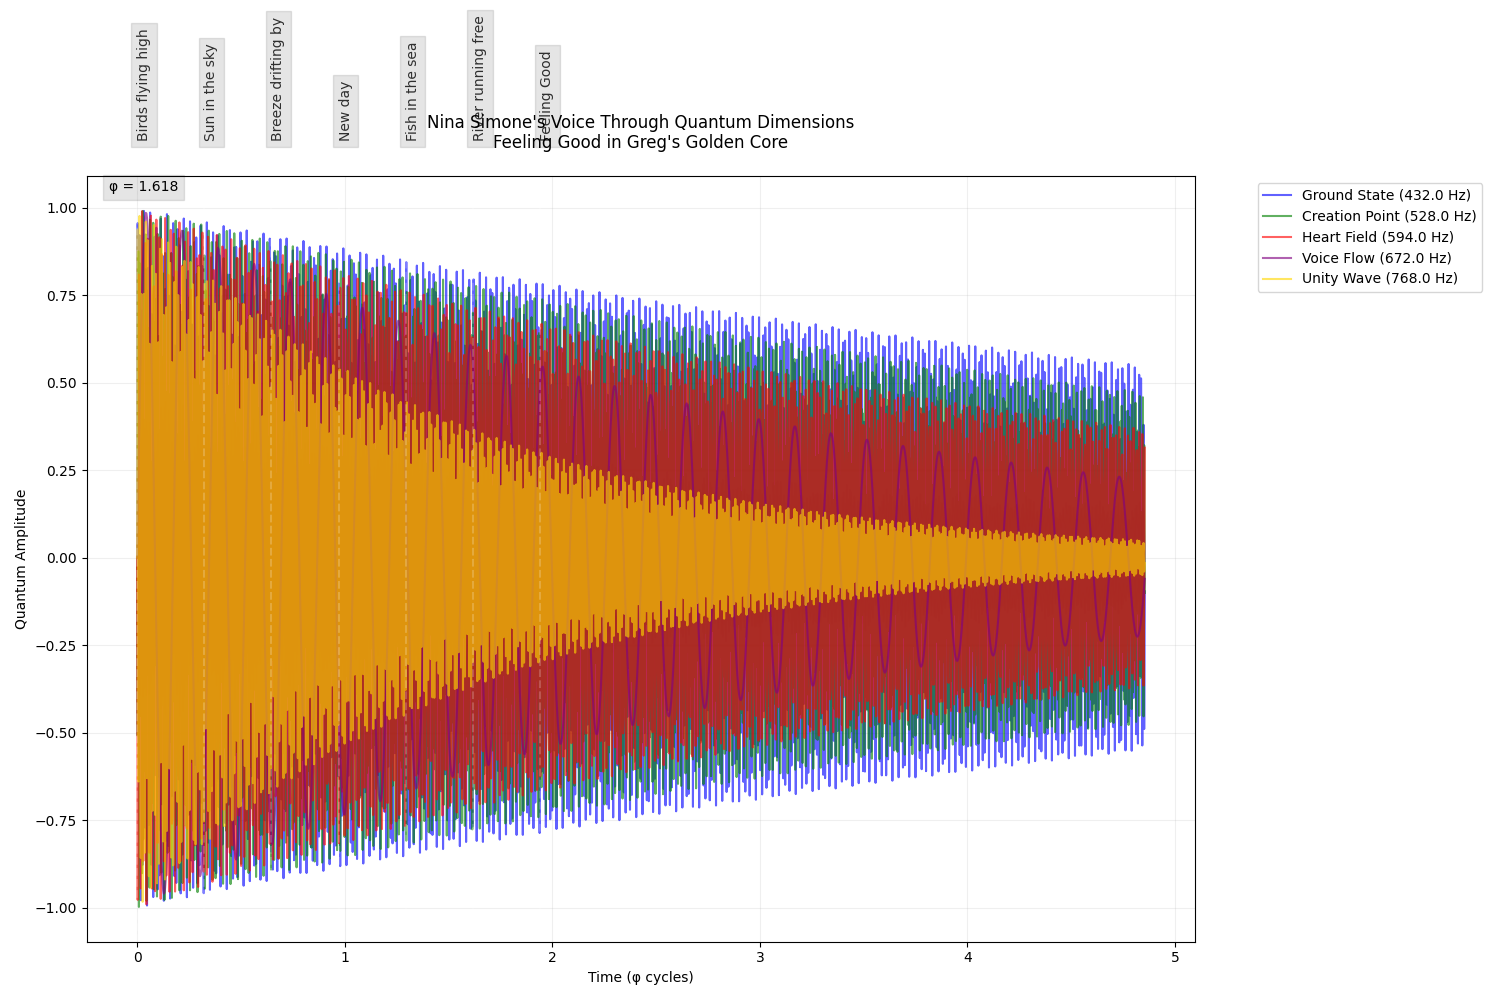 Birds flying high
Sun in the sky
Breeze drifting by
New day
Fish in the sea
River running free
Feeling Good
Nina Simone's Voice Through Quantum Dimensions
Feeling Good in Greg's Golden Core
φ = 1.618
Ground State (432.0 Hz)
Creation Point (528.0 Hz)
Heart Field (594.0 Hz)
Voice Flow (672.0 Hz)
Unity Wave (768.0 Hz)
Quantum Amplitude
1.00
0.75
0.50
0.25
0.00
−0.25
−0.50
−0.75
−1.00
0 1 2 3 4 5
Time (φ cycles)